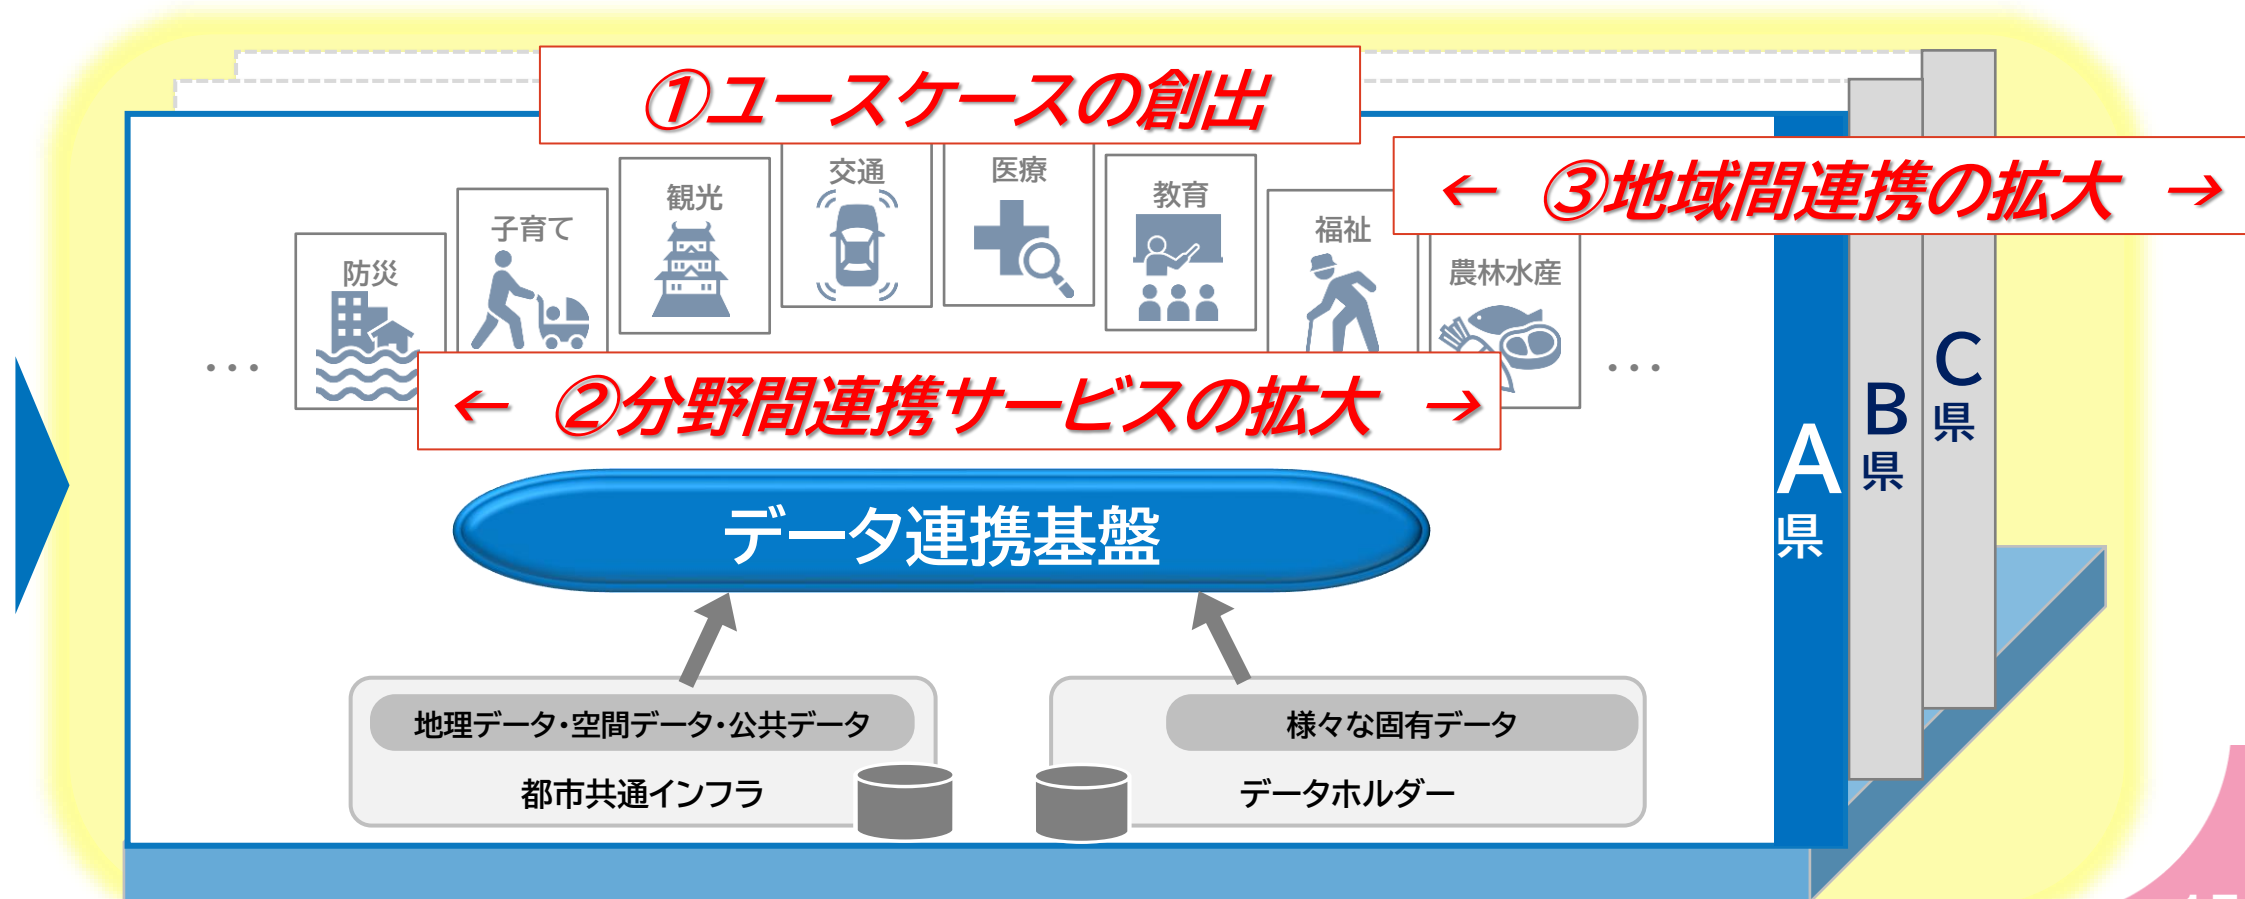 ①ユースケースの創出
← ③地域間連携の拡大 →
交通
医療
観光
教育
子育て
福祉
防災
農林水産
…
…
← ②分野間連携サービスの拡大 →
A県
B県
C県
データ連携基盤
地理データ・空間データ・公共データ
様々な固有データ
都市共通インフラ
データホルダー